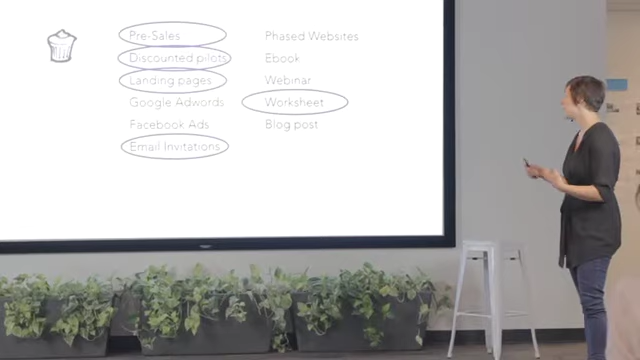 Pre-Sales
Discounted pilots
Landing pages
Google Adwords
Facebook Ads
Email Invitations
Phased Websites
Ebook
Webinar
Worksheet
Blog post